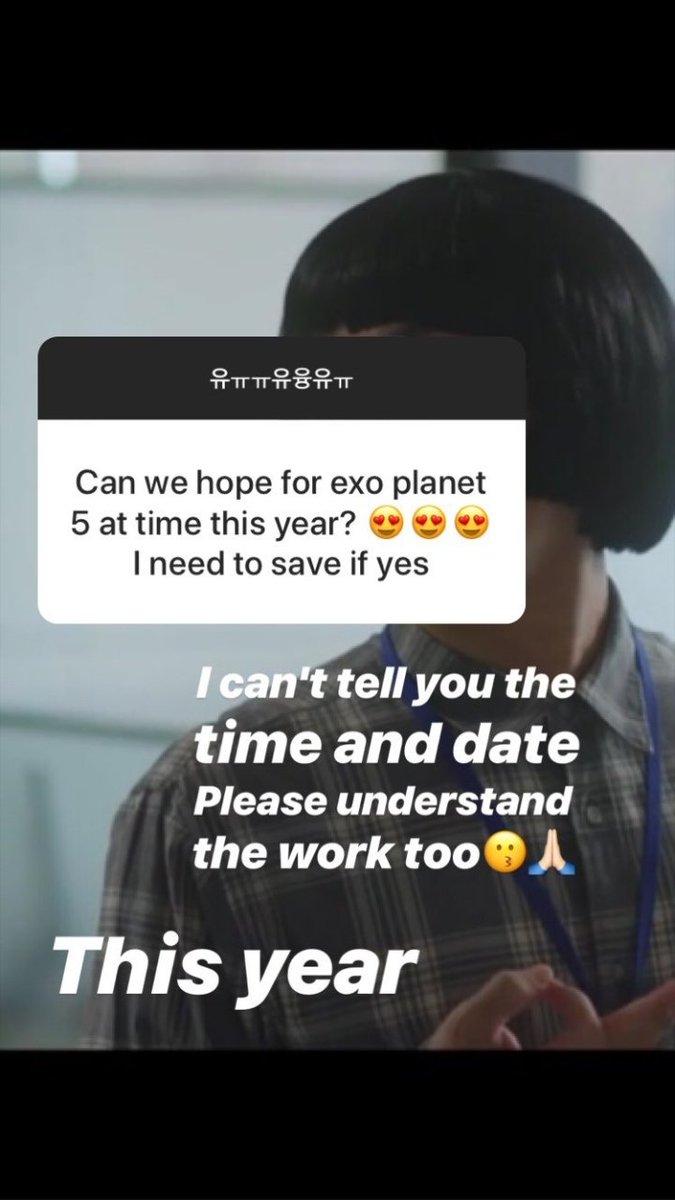 유ㅠㅠ유융유ㅠ
Can we hope for exo planet
5 at time this year? 😍😍😍
I need to save if yes
I can't tell you the
time and date
Please understand
the work too😗🙏🏻
This year